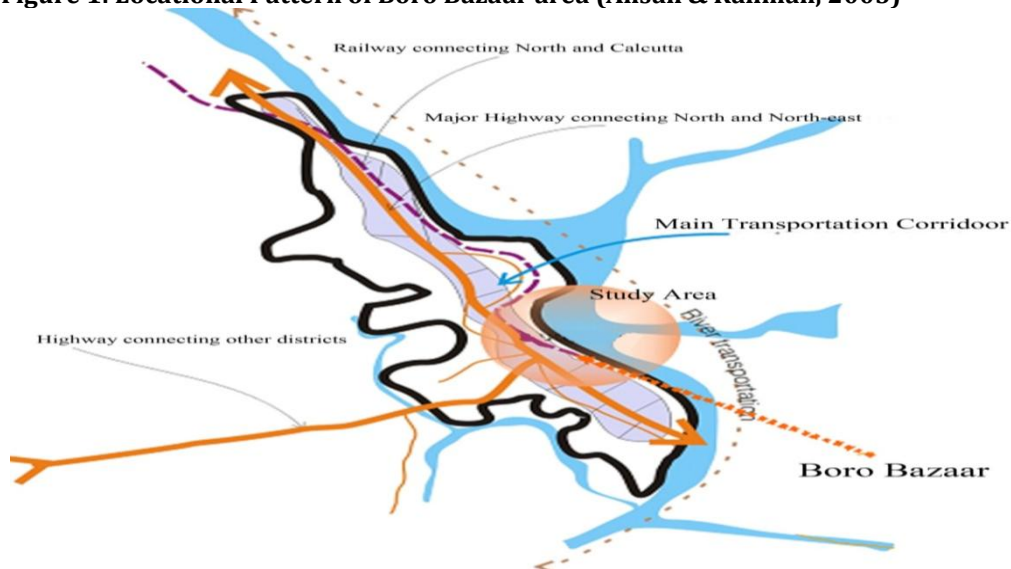 Figure 1: Locational Pattern of Boro Bazaar area (Ahsan & Rahman, 2005)
Railway connecting North and Calcutta
Major Highway connecting North and North-east
Main Transportation Corridoor
Study Area
River transportation
Highway connecting other districts
Boro Bazaar